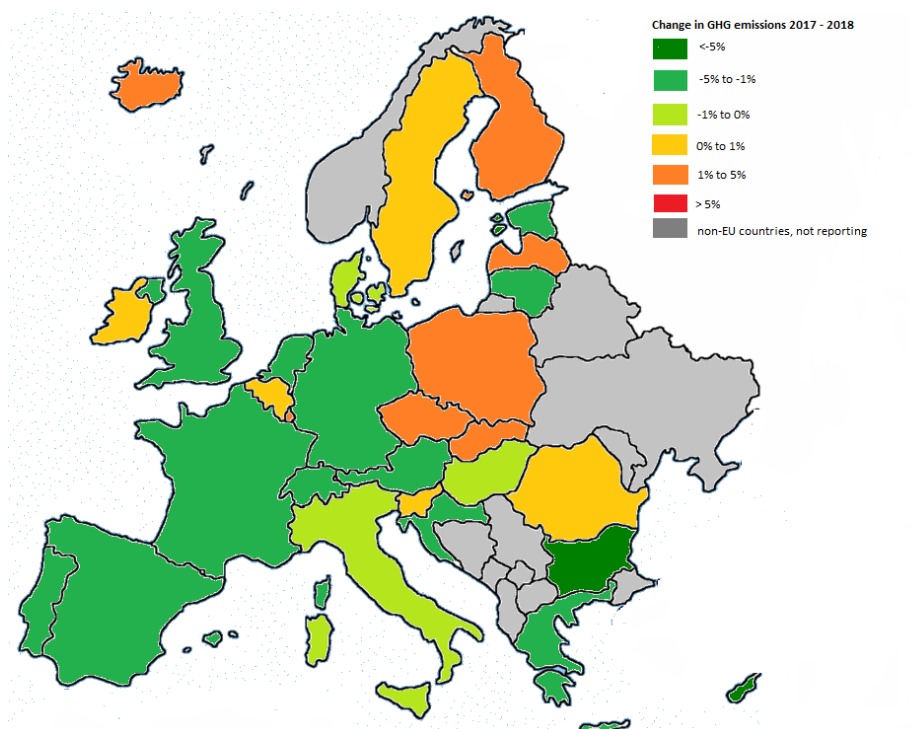 Change in GHG emissions 2017 - 2018
<-5%
-5% to -1%
-1% to 0%
0% to 1%
1% to 5%
> 5%
non-EU countries, not reporting